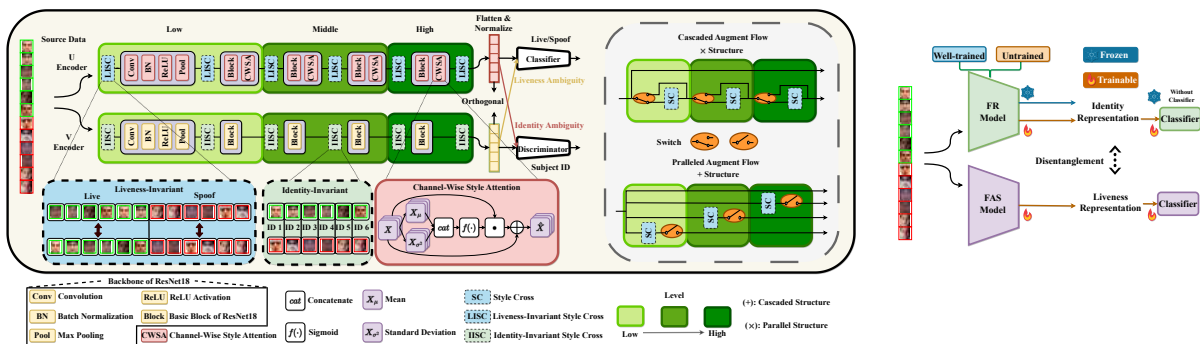 Source Data
U
Encoder
V
Encoder
Low
Middle
High
Flatten &
Normalize
Live/Spoof
LISC
Conv
BN
ReLU
Pool
LISC
Block
CWSA
LISC
Block
CWSA
LISC
Block
CWSA
LISC
Block
CWSA
LISC
Classifier
Liveness Ambiguity
Orthogonal
Identity Ambiguity
IISC
Conv
BN
ReLU
Pool
IISC
Block
IISC
Block
IISC
Block
IISC
Discriminator
Subject ID
Liveness-Invariant
Live
Spoof
Identity-Invariant
ID 1
ID 2
ID 3
ID 4
ID 5
ID 6
Channel-Wise Style Attention
X
Xμ
Xσ²
cat
f(·)
X̂
Cascaded Augment Flow
× Structure
SC
SC
SC
Switch
Pralleled Augment Flow
+ Structure
SC
SC
SC
Well-trained
Untrained
Frozen
Trainable
FR
Model
Identity
Representation
Without
Classifier
Classifier
Disentanglement
FAS
Model
Liveness
Representation
Classifier
Backbone of ResNet18
Conv Convolution
ReLU ReLU Activation
BN Batch Normalization
Block Basic Block of ResNet18
Pool Max Pooling
CWSA Channel-Wise Style Attention
cat Concatenate
f(·) Sigmoid
Xμ Mean
Xσ² Standard Deviation
SC Style Cross
LISC Liveness-Invariant Style Cross
IISC Identity-Invariant Style Cross
Level
Low
High
(+): Cascaded Structure
(×): Parallel Structure